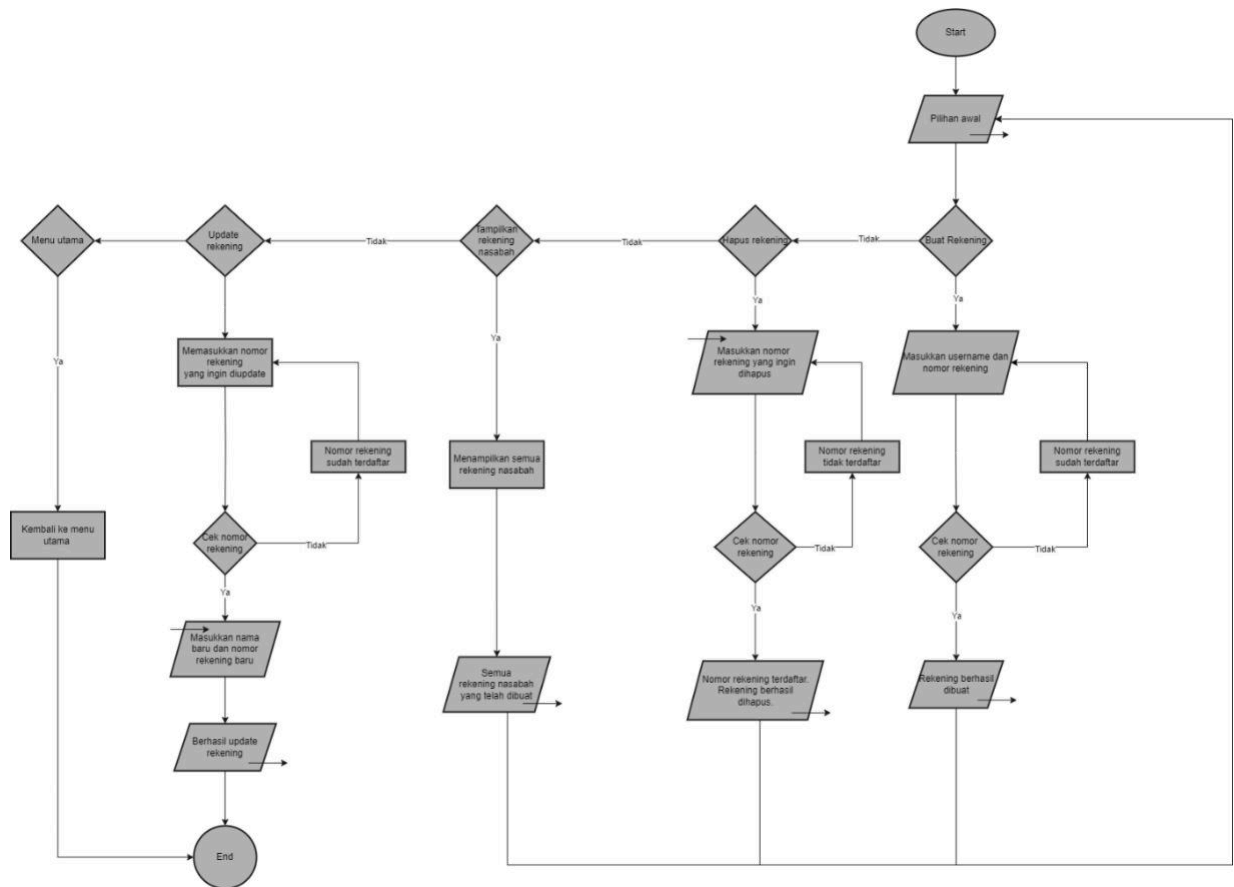 Start
Pilihan awal
Menu utama
Update
rekening
Tidak
Tampilkan
rekening
nasabah
Tidak
Hapus rekening
Tidak
Buat Rekening
Ya
Ya
Ya
Ya
Memasukkan nomor
rekening
yang ingin diupdate
Masukkan nomor
rekening yang ingin
dihapus
Masukkan username dan
nomor rekening
Nomor rekening
sudah terdaftar
Menampilkan semua
rekening nasabah
Nomor rekening
tidak terdaftar
Nomor rekening
sudah terdaftar
Kembali ke menu
utama
Cek nomor
rekening
Tidak
Cek nomor
rekening
Tidak
Cek nomor
rekening
Tidak
Ya
Ya
Ya
Masukkan nama
baru dan nomor
rekening baru
Semua
rekening nasabah
yang telah dibuat
Nomor rekening terdaftar.
Rekening berhasil
dihapus.
Rekening berhasil
dibuat
Berhasil update
rekening
End